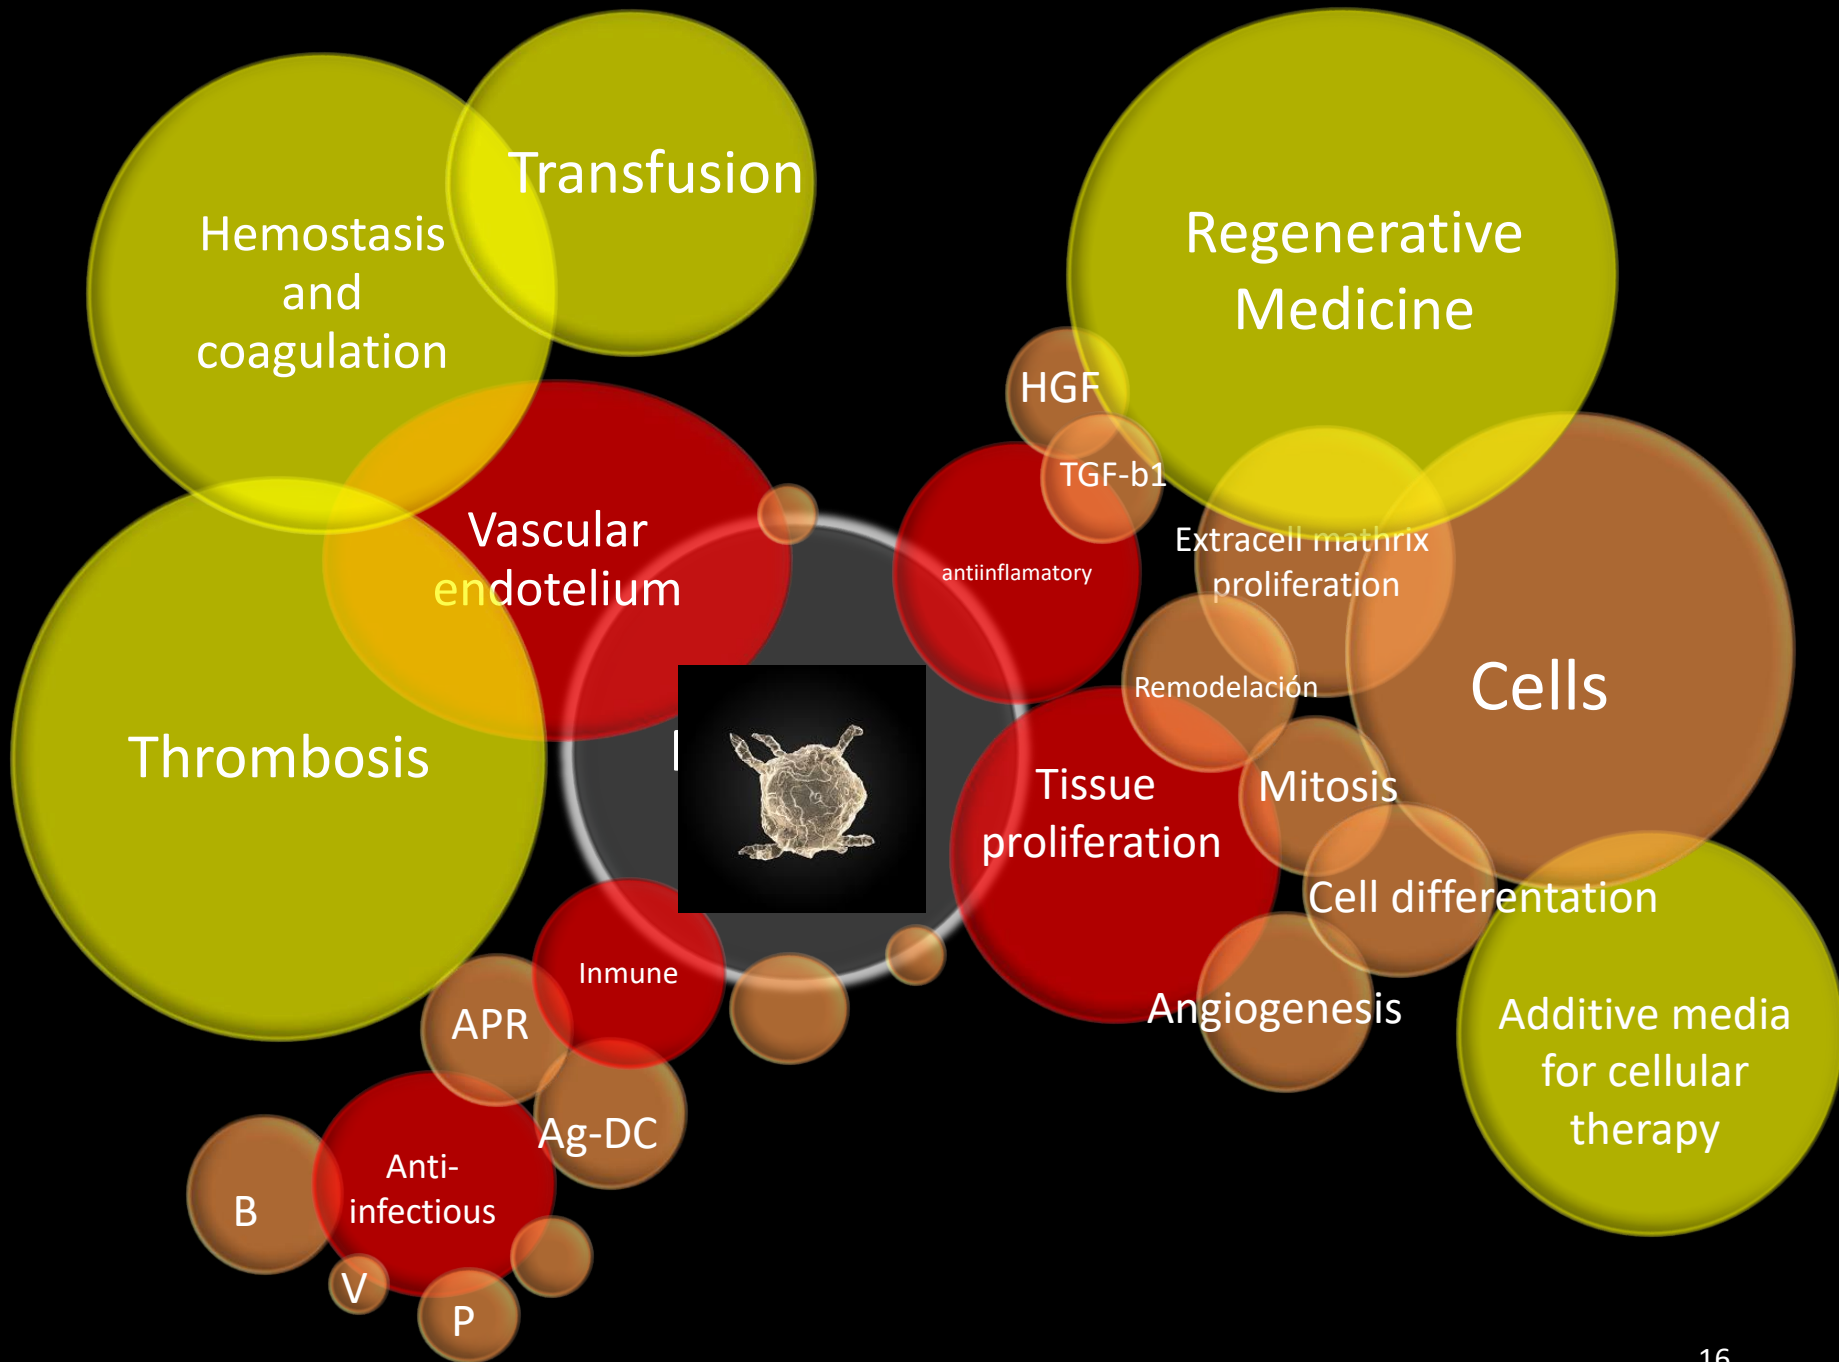 Transfusion
Hemostasis
and
coagulation
Regenerative
Medicine
HGF
TGF-b1
Vascular
endotelium
antiinflamatory
Extracell mathrix
proliferation
Remodelación
Cells
Thrombosis
Tissue
proliferation
Mitosis
Cell differentation
Inmune
APR
Angiogenesis
Additive media
for cellular
therapy
Ag-DC
Anti-
infectious
B
V
P
16